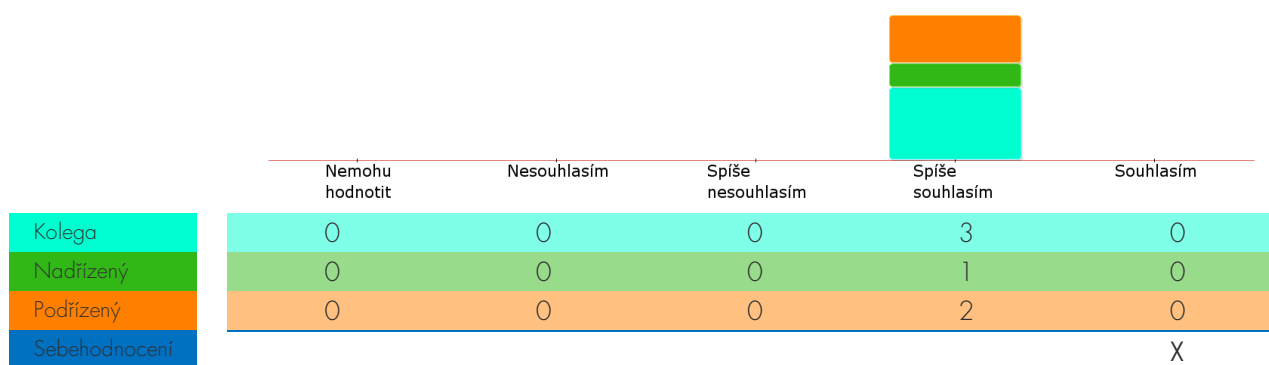 Nemohu hodnotit
Nesouhlasím
Spíše nesouhlasím
Spíše souhlasím
Souhlasím
Kolega 0 0 0 3 0
Nadřízený 0 0 0 1 0
Podřízený 0 0 0 2 0
Sebehodnocení X